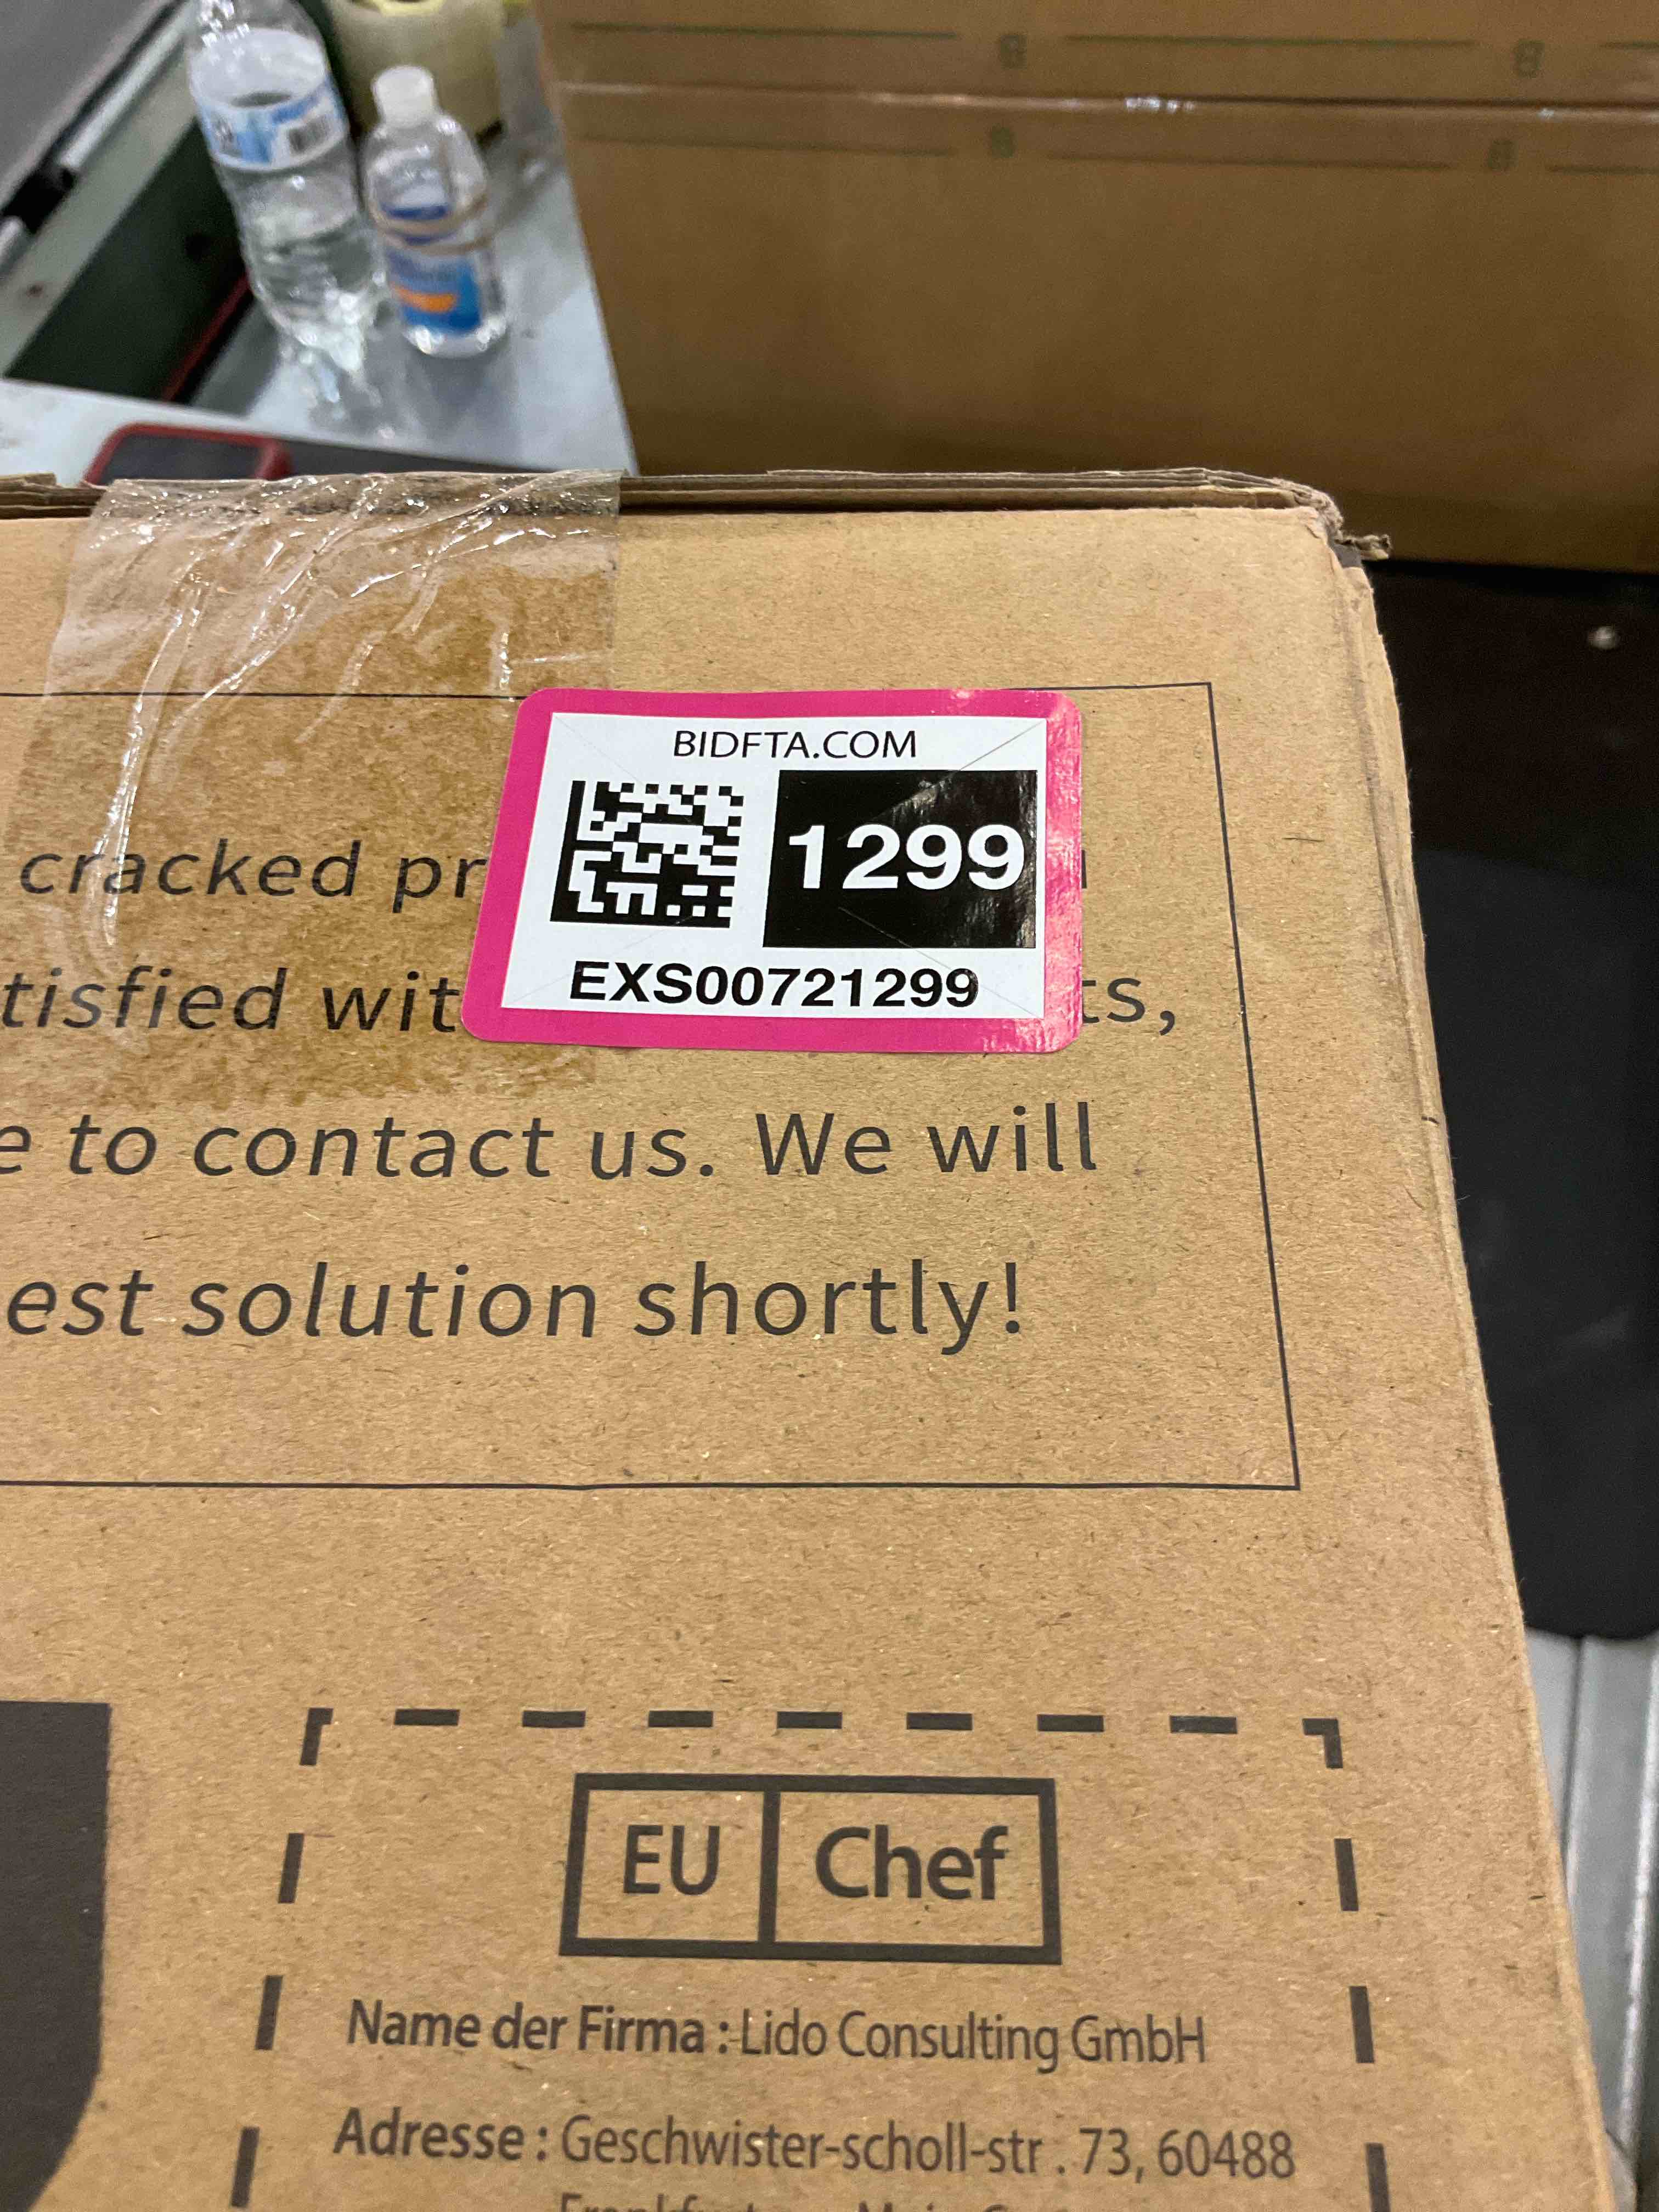 BIDFTA.COM
1299
EXS00721299
cracked pr
tisfied wit ts,
e to contact us. We will
est solution shortly!
EU Chef
Name der Firma : Lido Consulting GmbH
Adresse : Geschwister-scholl-str . 73, 60488